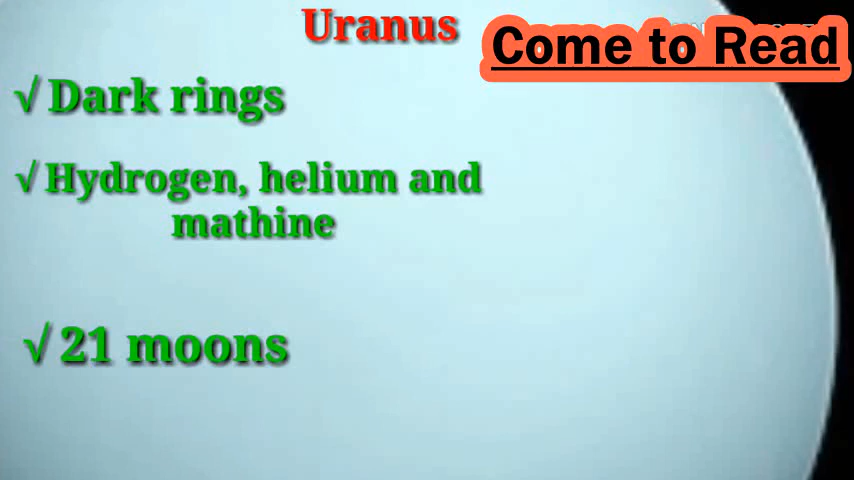 Uranus
Come to Read
√ Dark rings
√ Hydrogen, helium and
mathine
√ 21 moons